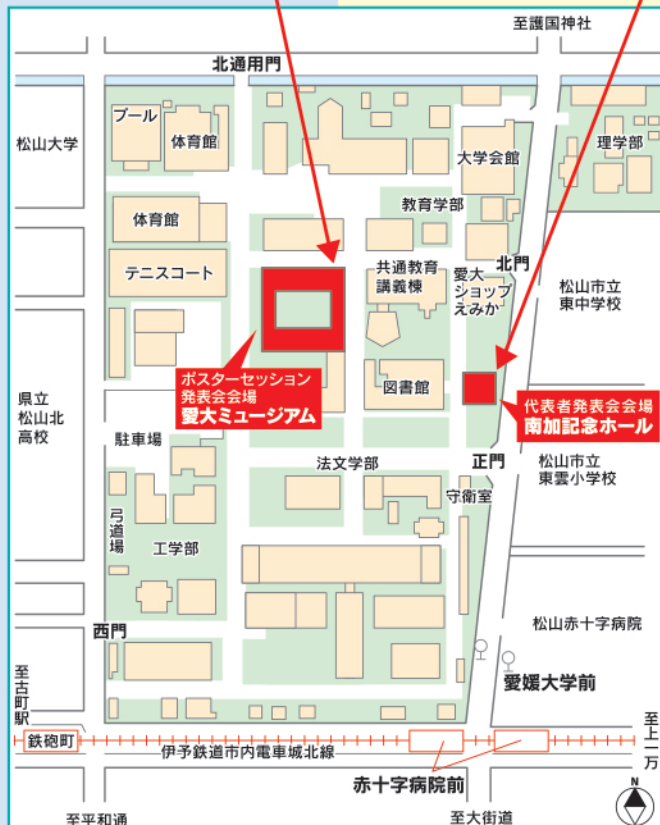 至護国神社
北通用門
プール
体育館
松山大学
大学会館
理学部
体育館
教育学部
北門
テニスコート
共通教育
講義棟
愛大
ショップ
えみか
松山市立
東中学校
ポスターセッション
発表会会場
愛大ミュージアム
図書館
代表者発表会会場
南加記念ホール
県立
松山北
高校
駐車場
法文学部
正門
松山市立
東雲小学校
守衛室
弓道場
工学部
松山赤十字病院
西門
愛媛大学前
至古町駅
至上一万
鉄砲町
伊予鉄道市内電車城北線
赤十字病院前
N
至平和通
至大街道